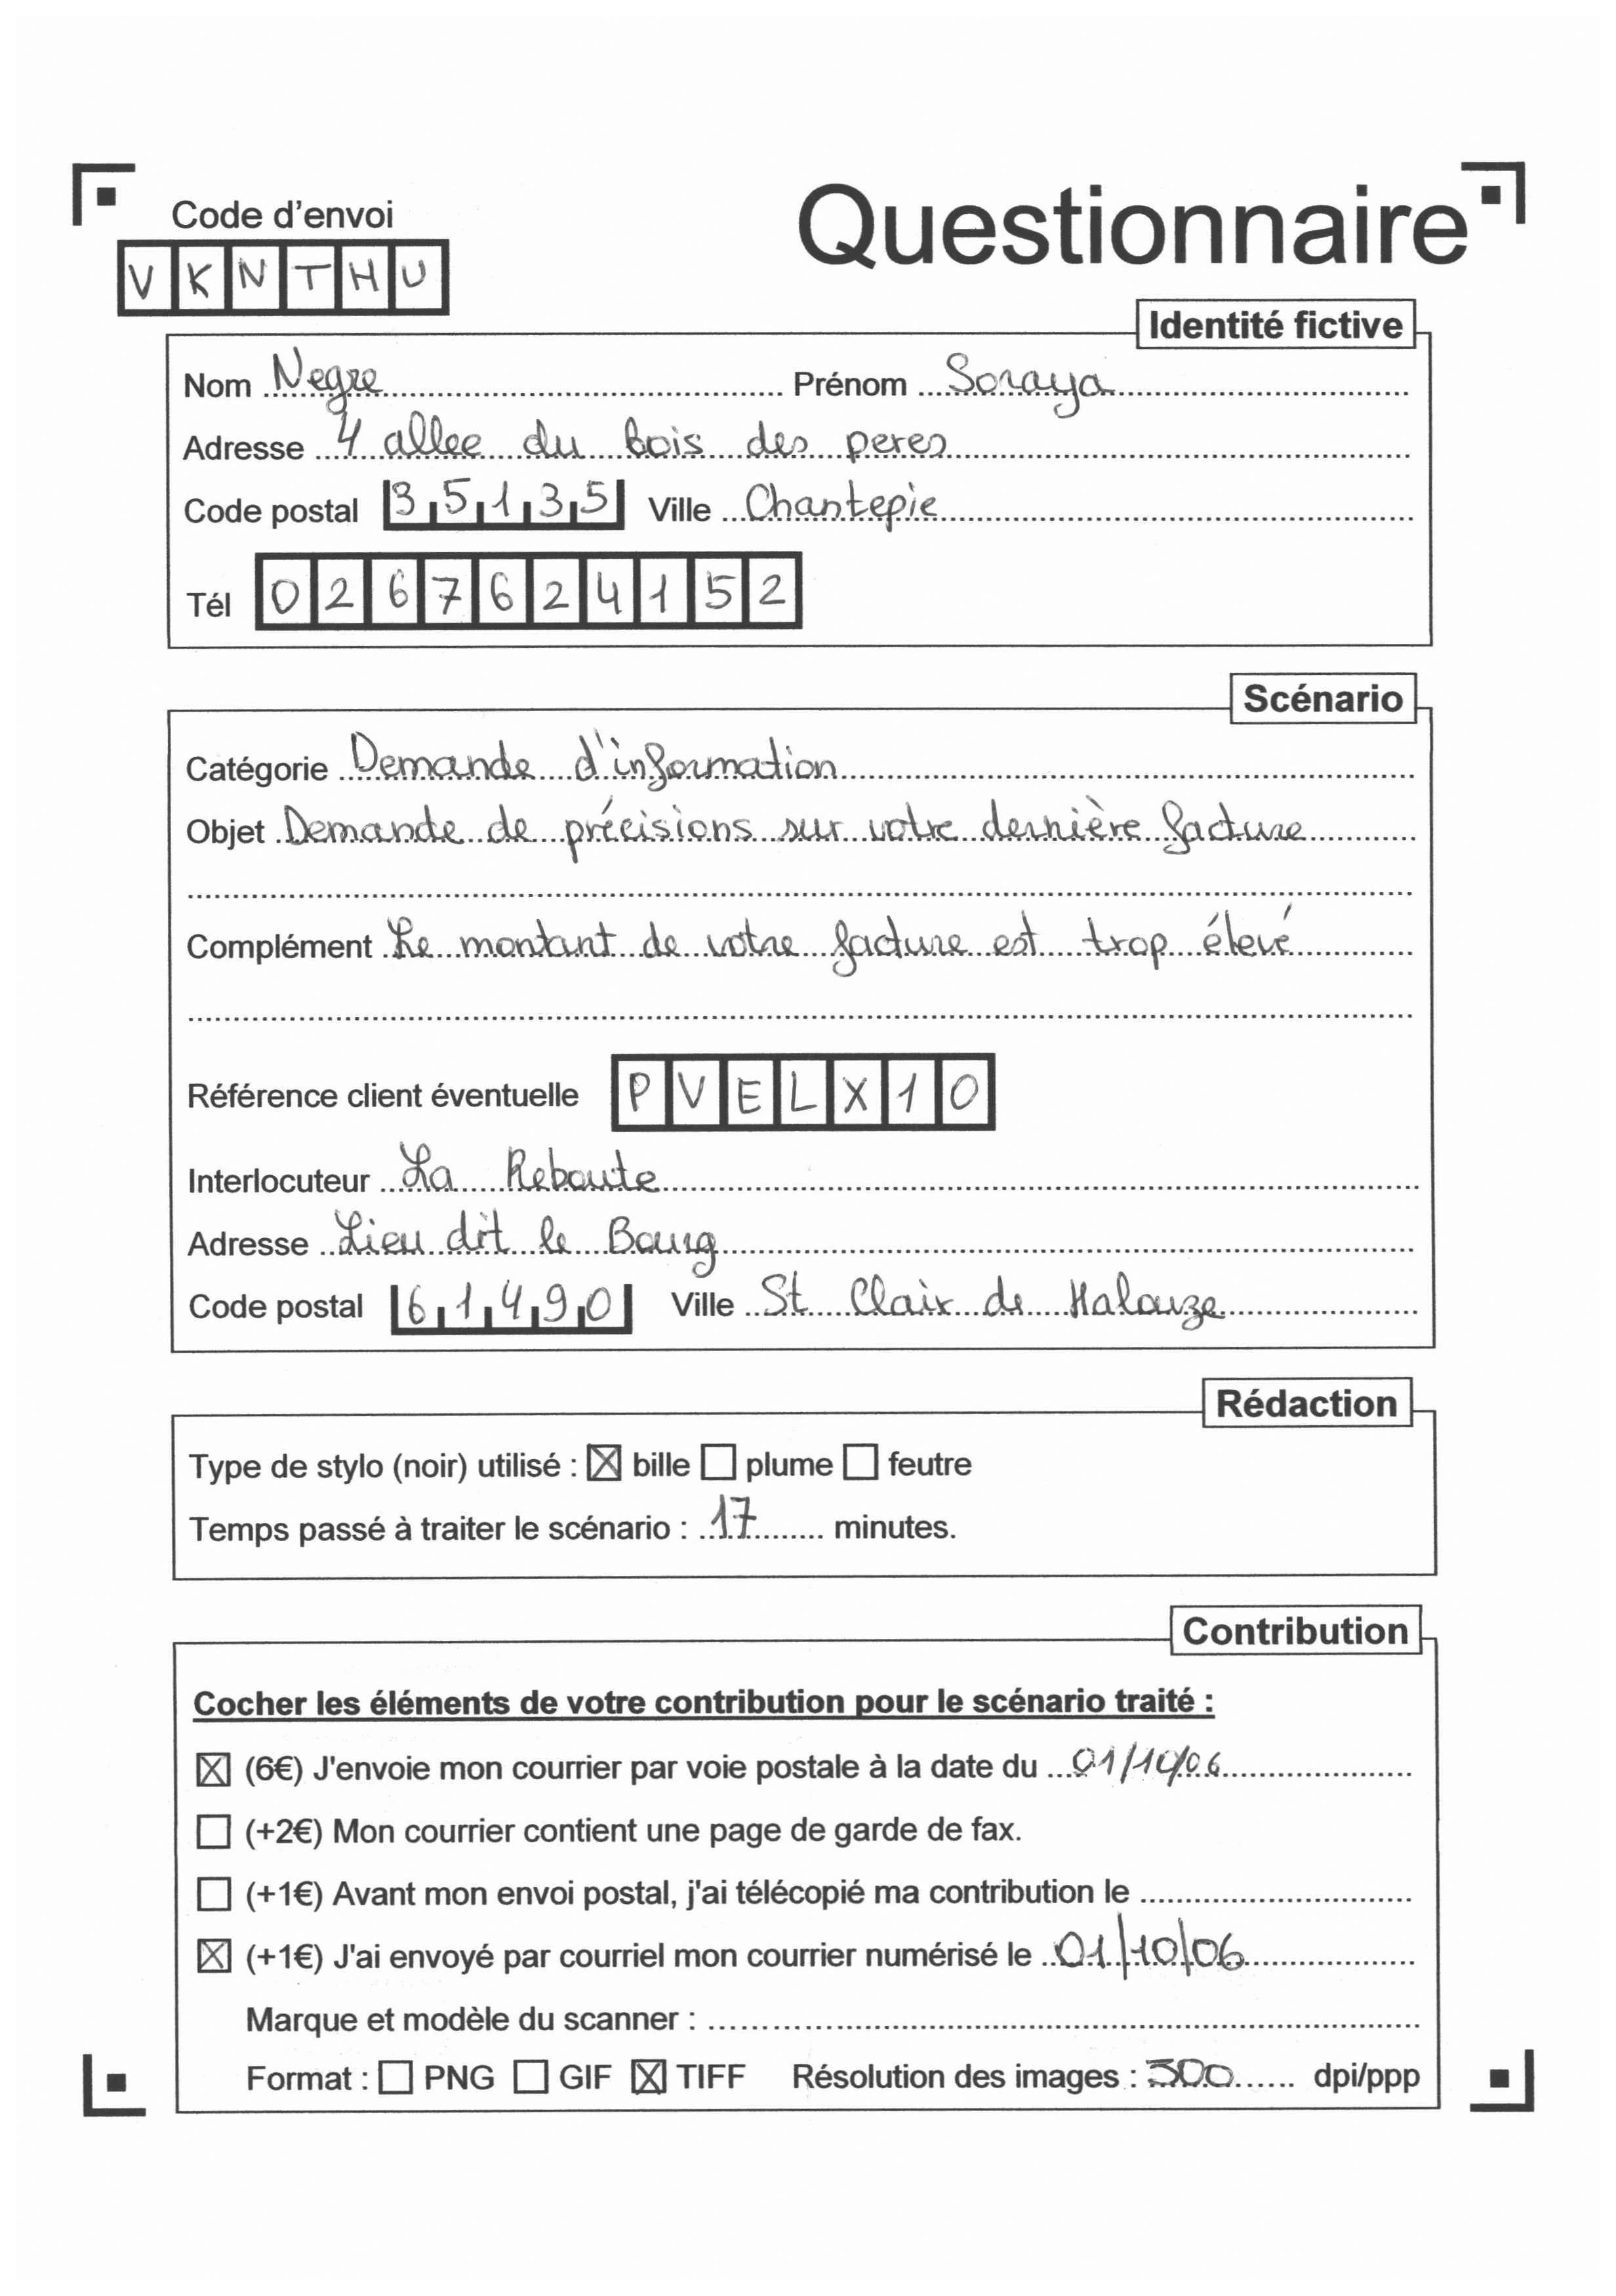 Questionnaire
Code d'envoi
VKNTHU
Identité fictive
Nom Negre Prénom Soraya
Adresse 4 allee du bois des peres
Code postal 35135 Ville Chantepie
Tél 0267624152
Scénario
Catégorie Demande d'information
Objet Demande de précisions sur votre dernière facture
Complément Le montant de votre facture est trop élevé
Référence client éventuelle PVELX10
Interlocuteur La Reboute
Adresse Lieu dit le Bourg
Code postal 61490 Ville St Clair de Halouze
Rédaction
Type de stylo (noir) utilisé : ☒ bille ☐ plume ☐ feutre
Temps passé à traiter le scénario : 17 minutes.
Contribution
Cocher les éléments de votre contribution pour le scénario traité :
☒ (6€) J'envoie mon courrier par voie postale à la date du 01/10/06
☐ (+2€) Mon courrier contient une page de garde de fax.
☐ (+1€) Avant mon envoi postal, j'ai télécopié ma contribution le
☒ (+1€) J'ai envoyé par courriel mon courrier numérisé le 01/10/06
Marque et modèle du scanner :
Format : ☐ PNG ☐ GIF ☒ TIFF Résolution des images : 300 dpi/ppp